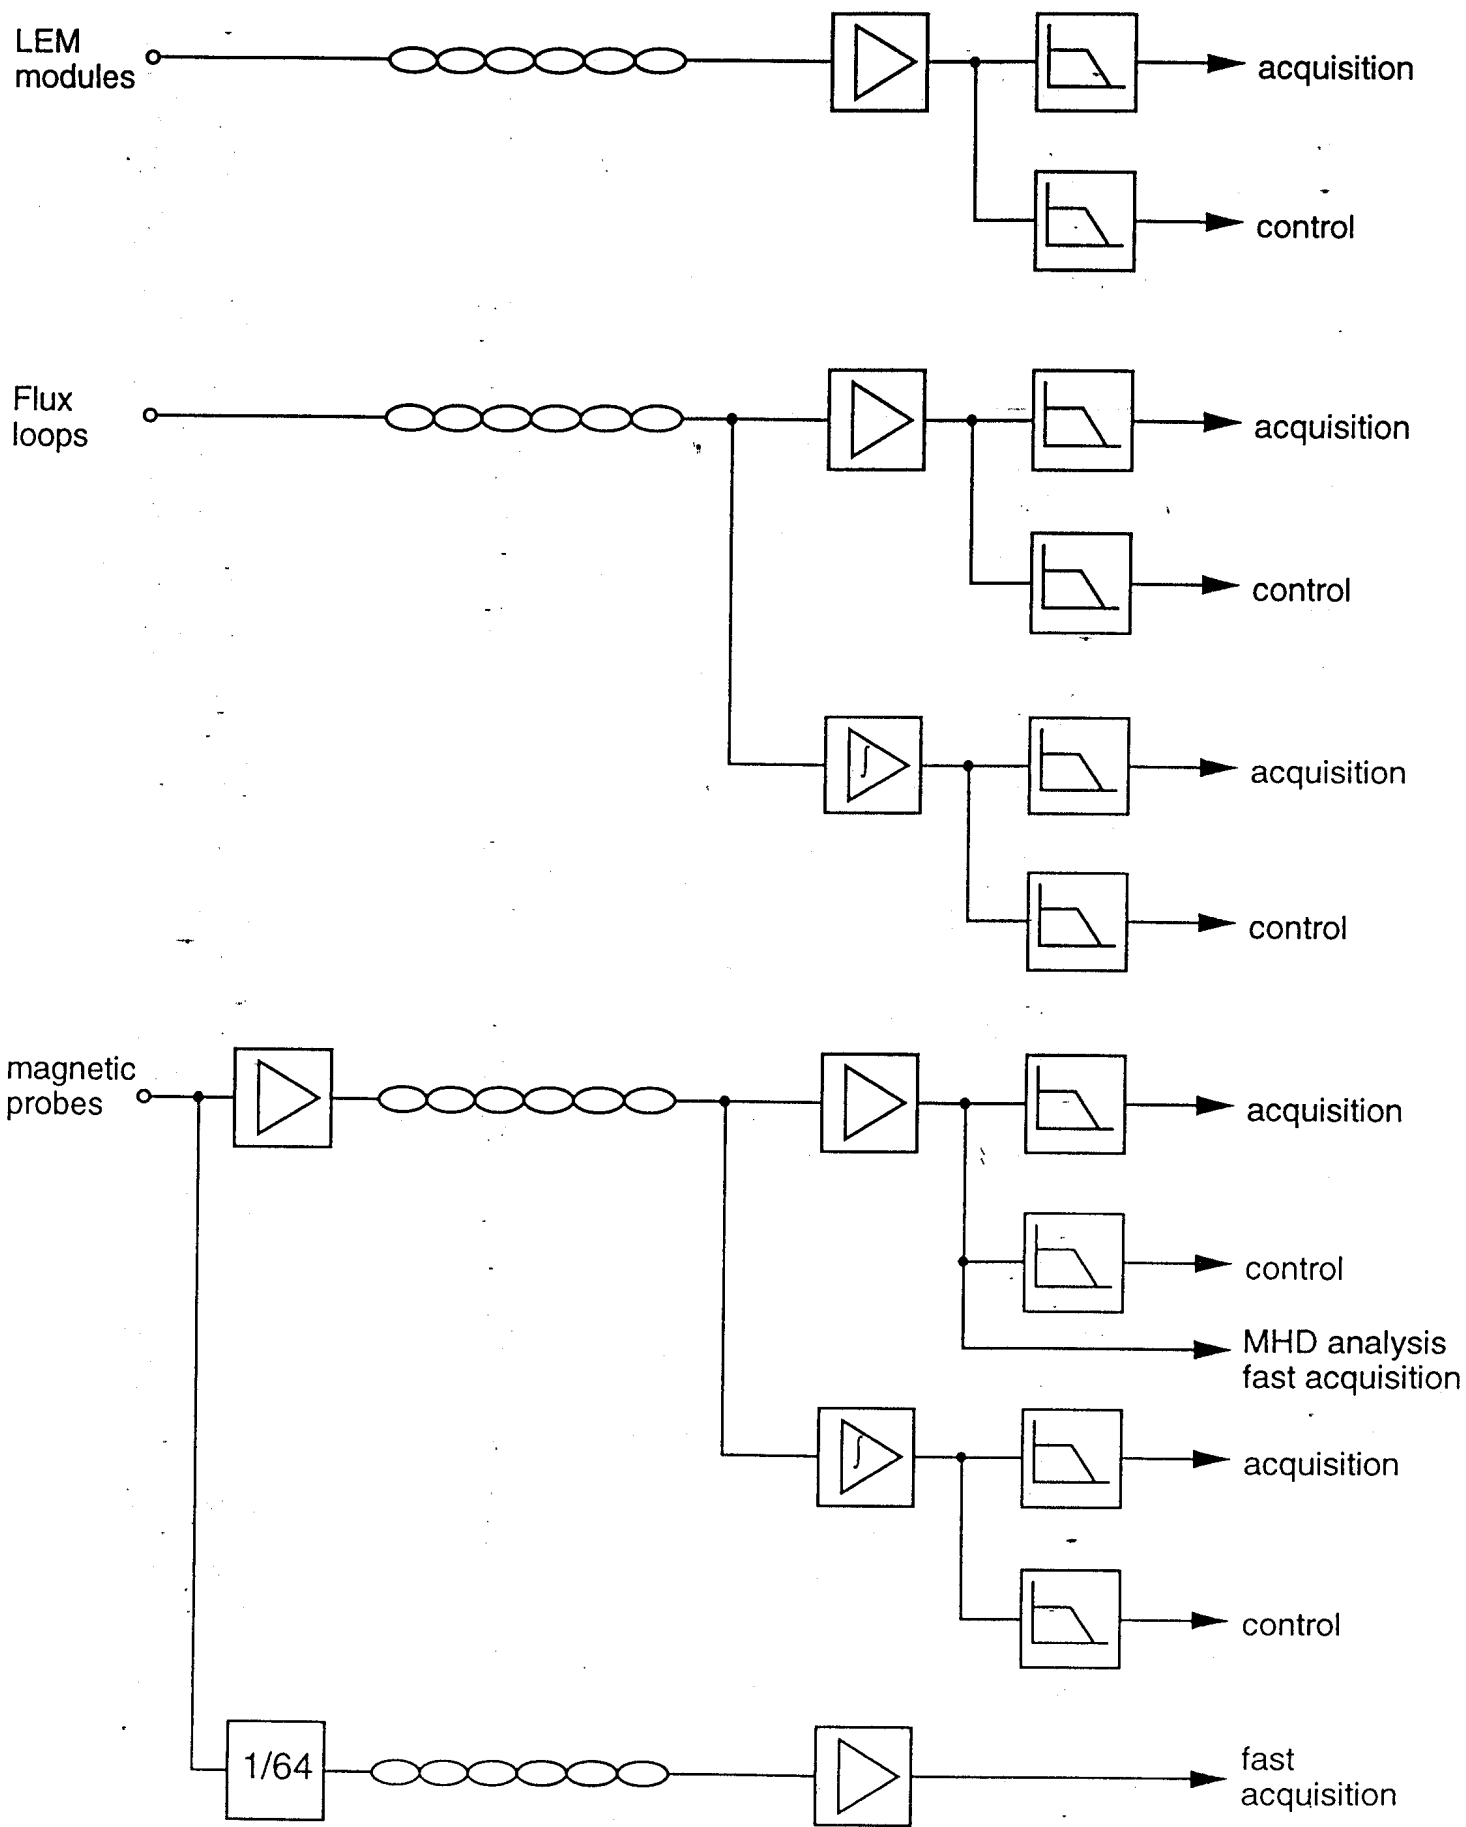 LEM
modules
acquisition
control
Flux
loops
acquisition
control
∫
acquisition
control
magnetic
probes
acquisition
control
MHD analysis
fast acquisition
∫
acquisition
control
1/64
fast
acquisition